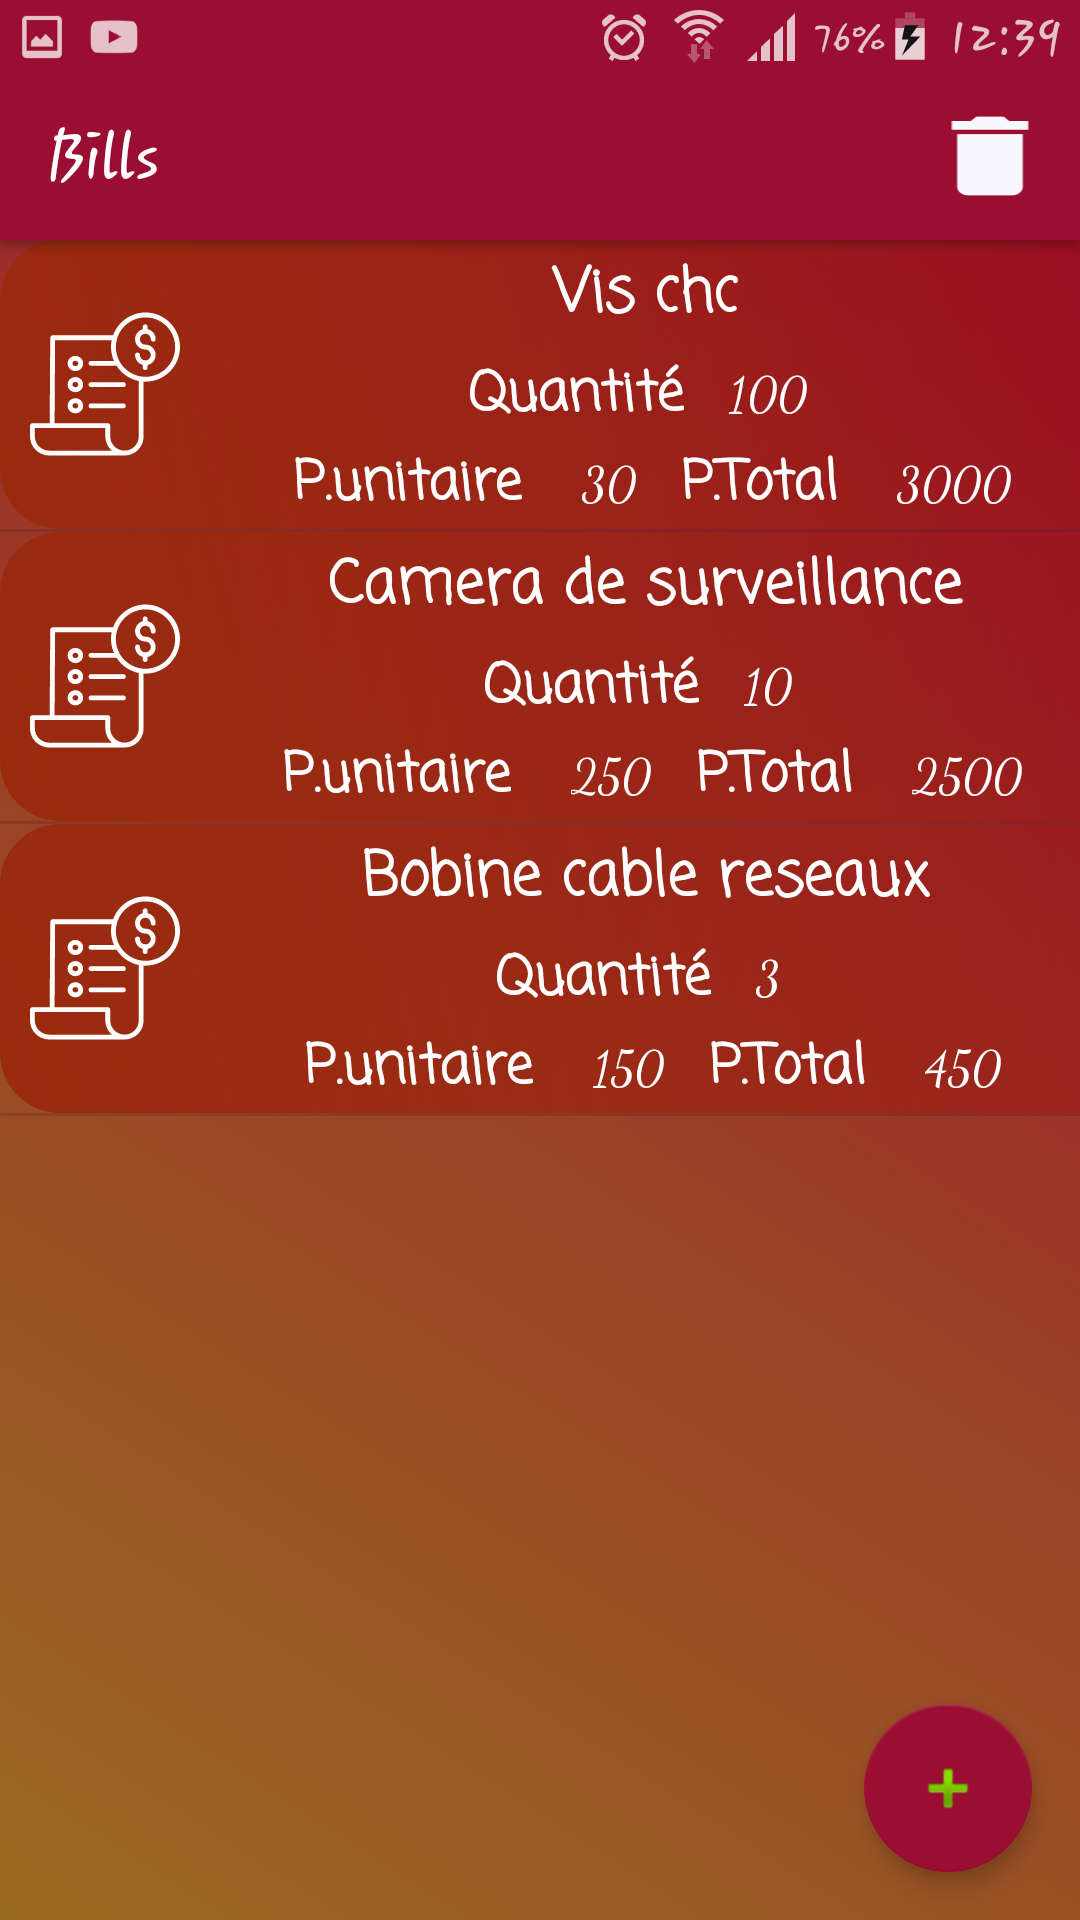 76% 12:39
Bills
Vis chc
Quantité 100
P.unitaire 30 P.Total 3000
Camera de surveillance
Quantité 10
P.unitaire 250 P.Total 2500
Bobine cable reseaux
Quantité 3
P.unitaire 150 P.Total 450